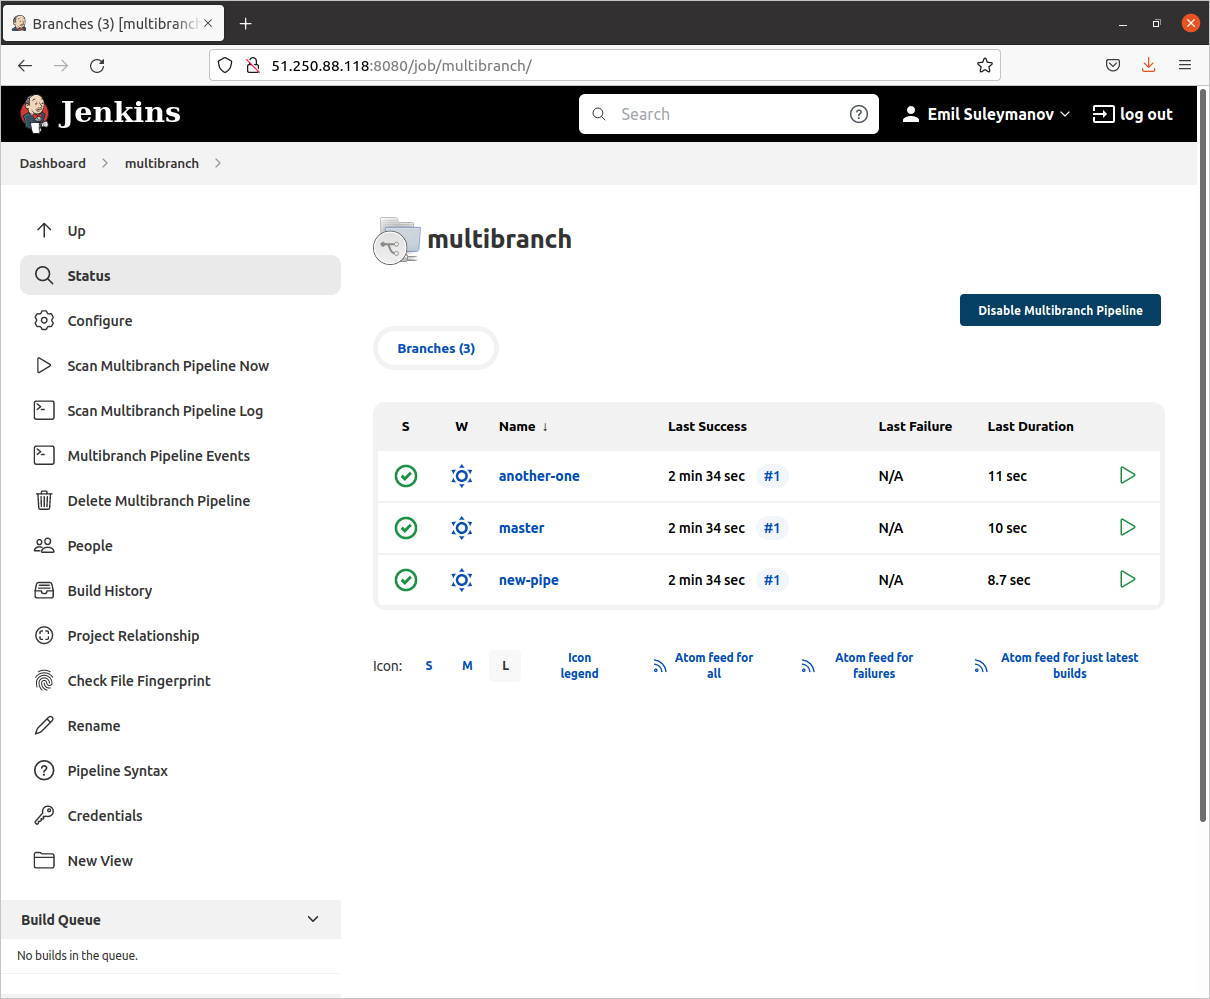 Branches (3) [multibranch
51.250.88.118:8080/job/multibranch/
Jenkins
Search
Emil Suleymanov
log out
Dashboard
multibranch
Up
Status
Configure
Scan Multibranch Pipeline Now
Scan Multibranch Pipeline Log
Multibranch Pipeline Events
Delete Multibranch Pipeline
People
Build History
Project Relationship
Check File Fingerprint
Rename
Pipeline Syntax
Credentials
New View
Build Queue
No builds in the queue.
multibranch
Disable Multibranch Pipeline
Branches (3)
S W Name ↓ Last Success Last Failure Last Duration
another-one 2 min 34 sec #1 N/A 11 sec
master 2 min 34 sec #1 N/A 10 sec
new-pipe 2 min 34 sec #1 N/A 8.7 sec
Icon: S M L
Icon
legend
Atom feed for
all
Atom feed for
failures
Atom feed for just latest
builds